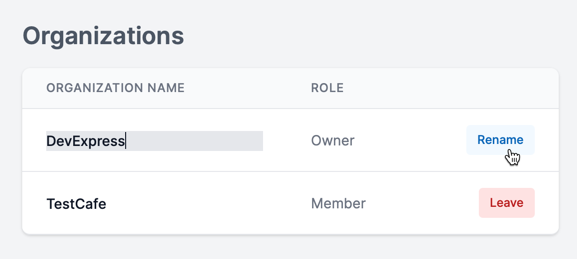 Organizations
ORGANIZATION NAME ROLE
DevExpress Owner Rename
TestCafe Member Leave